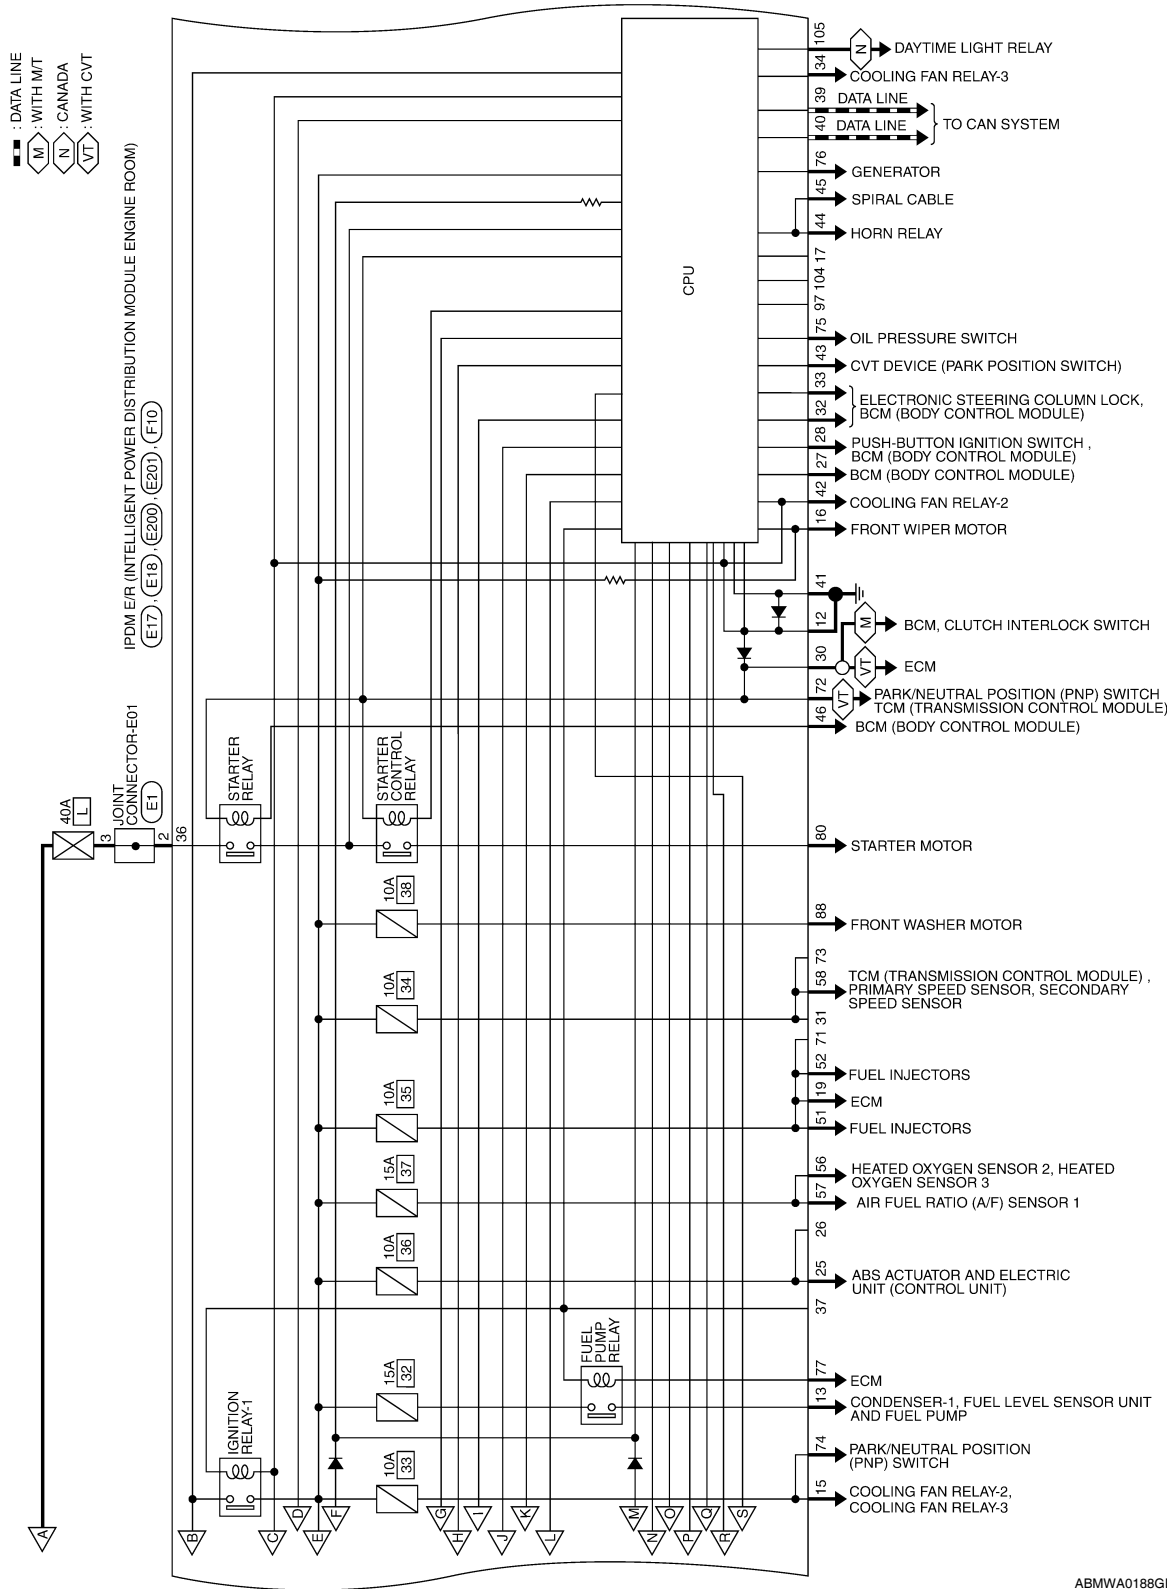 : DATA LINE
M : WITH M/T
N : CANADA
VT : WITH CVT
IPDM E/R (INTELLIGENT POWER DISTRIBUTION MODULE ENGINE ROOM)
E17 , E18 , E200 , E201 , F10
CPU
105
N
DAYTIME LIGHT RELAY
34
COOLING FAN RELAY-3
39
DATA LINE
40
DATA LINE
TO CAN SYSTEM
76
GENERATOR
45
SPIRAL CABLE
44
HORN RELAY
17
104
97
75
OIL PRESSURE SWITCH
43
CVT DEVICE (PARK POSITION SWITCH)
33
32
ELECTRONIC STEERING COLUMN LOCK,
BCM (BODY CONTROL MODULE)
28
PUSH-BUTTON IGNITION SWITCH ,
BCM (BODY CONTROL MODULE)
27
BCM (BODY CONTROL MODULE)
42
COOLING FAN RELAY-2
16
FRONT WIPER MOTOR
41
12
M
BCM, CLUTCH INTERLOCK SWITCH
30
VT
ECM
72
VT
PARK/NEUTRAL POSITION (PNP) SWITCH
TCM (TRANSMISSION CONTROL MODULE)
46
BCM (BODY CONTROL MODULE)
40A
L
3
JOINT
CONNECTOR-E01
E1
2
36
STARTER
RELAY
STARTER
CONTROL
RELAY
80
STARTER MOTOR
10A
38
88
FRONT WASHER MOTOR
10A
34
73
58
TCM (TRANSMISSION CONTROL MODULE) ,
PRIMARY SPEED SENSOR, SECONDARY
SPEED SENSOR
31
71
10A
35
52
FUEL INJECTORS
19
ECM
51
FUEL INJECTORS
15A
37
56
HEATED OXYGEN SENSOR 2, HEATED
OXYGEN SENSOR 3
57
AIR FUEL RATIO (A/F) SENSOR 1
10A
36
26
25
ABS ACTUATOR AND ELECTRIC
UNIT (CONTROL UNIT)
37
FUEL
PUMP
RELAY
15A
32
77
ECM
13
CONDENSER-1, FUEL LEVEL SENSOR UNIT
AND FUEL PUMP
IGNITION
RELAY-1
10A
33
74
PARK/NEUTRAL POSITION
(PNP) SWITCH
15
COOLING FAN RELAY-2,
COOLING FAN RELAY-3
A
B
C
D
E
F
G
H
I
J
K
L
M
N
O
P
Q
R
S
ABMWA0188GI